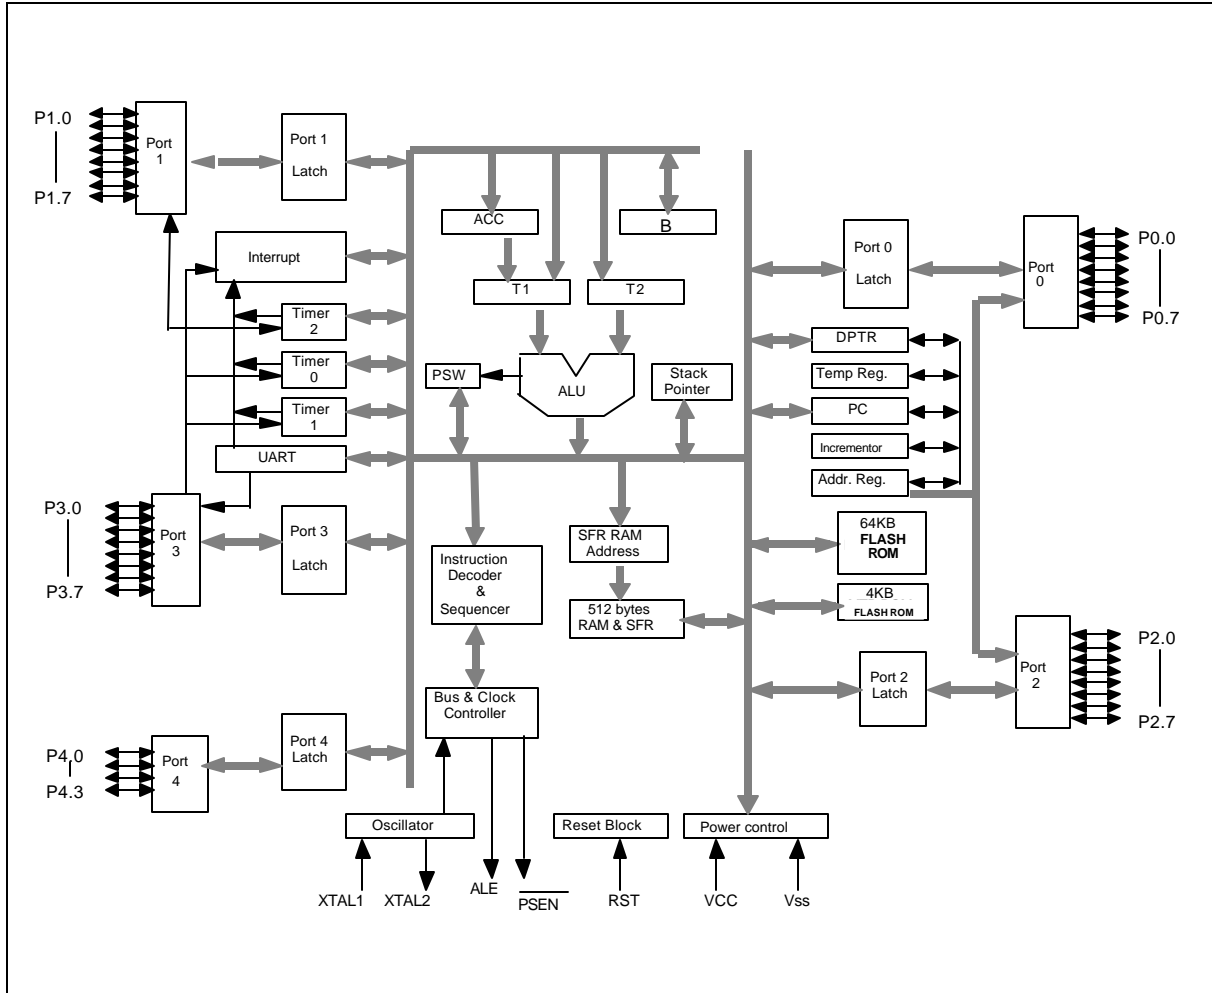 P1.0
P1.7
Port
1
Port 1
Latch
Interrupt
Timer
2
Timer
0
Timer
1
UART
P3.0
P3.7
Port
3
Port 3
Latch
P4.0
P4.3
Port
4
Port 4
Latch
ACC
B
T1
T2
PSW
ALU
Stack
Pointer
Instruction
Decoder
&
Sequencer
SFR RAM
Address
512 bytes
RAM & SFR
Bus & Clock
Controller
Oscillator
Reset Block
Power control
XTAL1
XTAL2
ALE
PSEN
RST
VCC
Vss
Port 0
Latch
Port
0
P0.0
P0.7
DPTR
Temp Reg.
PC
Incrementor
Addr. Reg.
64KB
FLASH
ROM
4KB
FLASH ROM
Port 2
Latch
Port
2
P2.0
P2.7